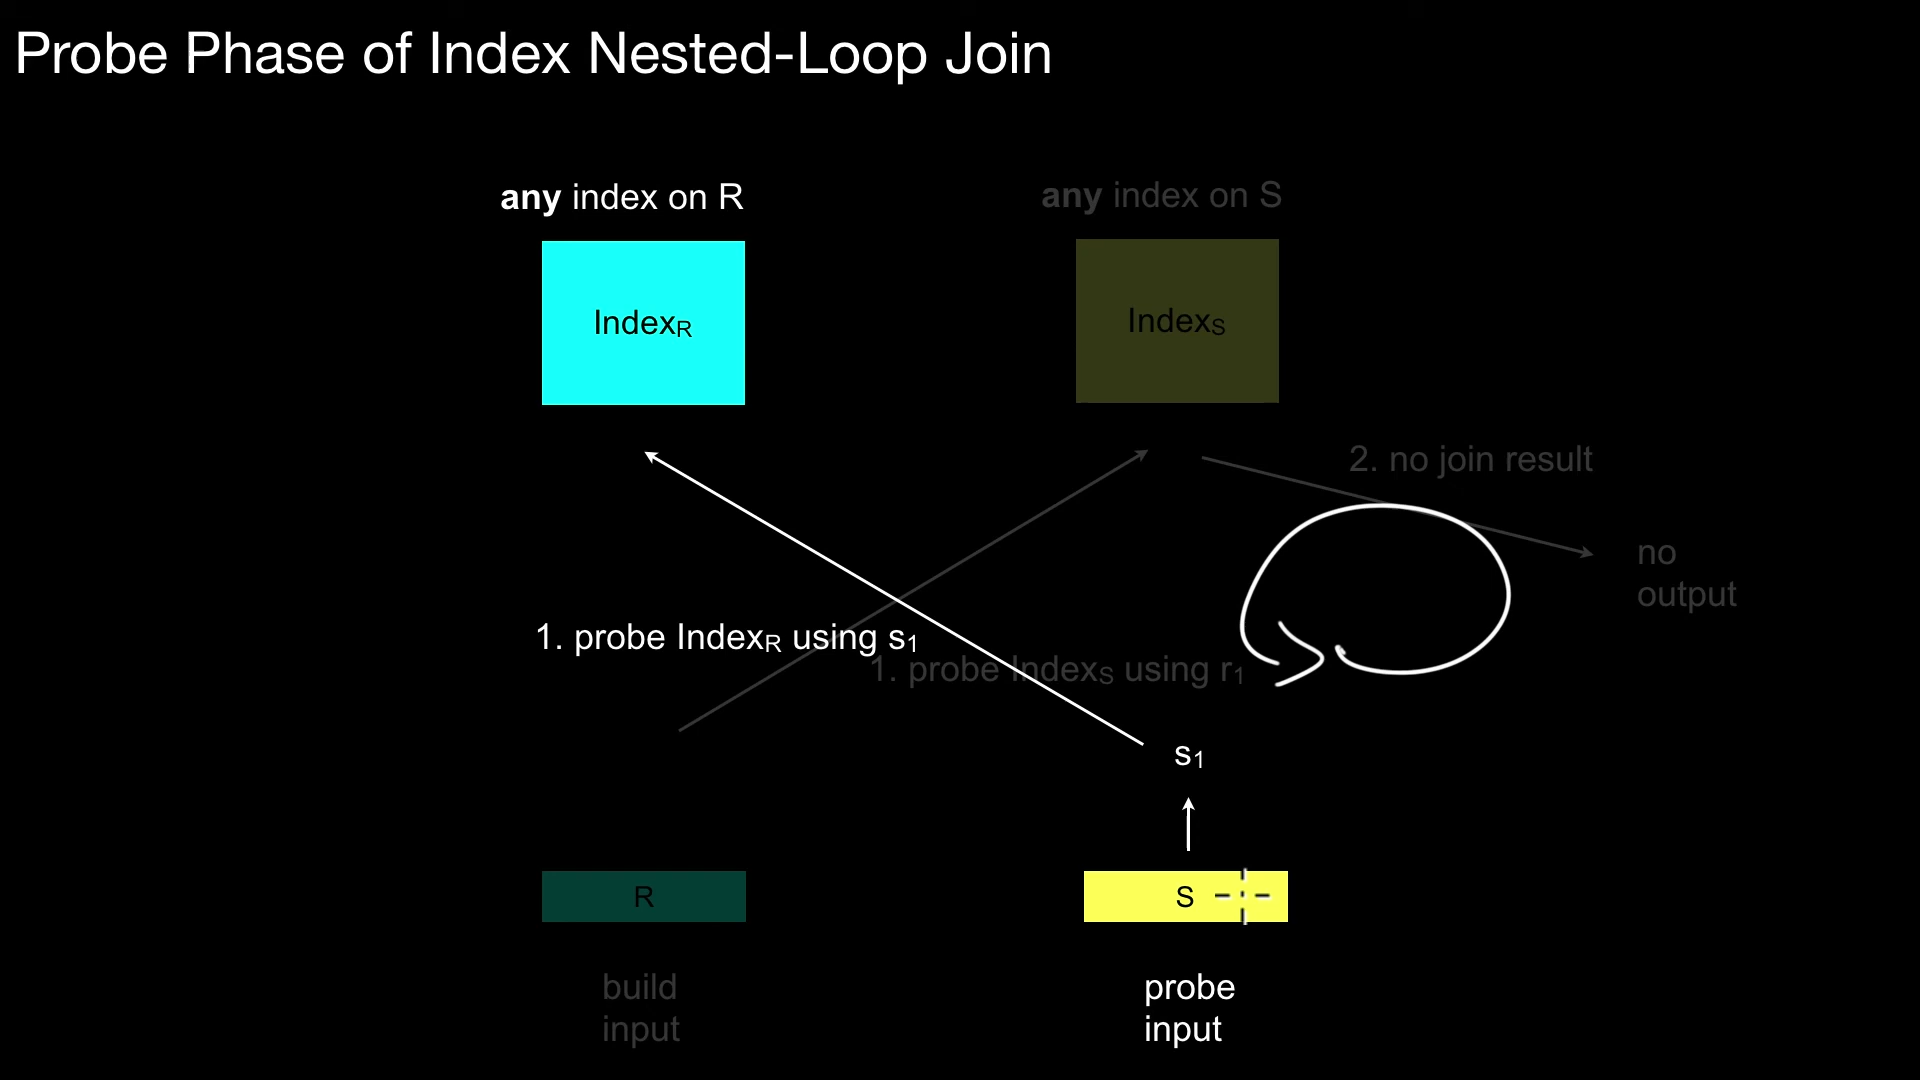 Probe Phase of Index Nested-Loop Join
any index on R
any index on S
IndexR
IndexS
2. no join result
no
output
1. probe IndexR using s1
1. probe IndexS using r1
s1
R
S
build
input
probe
input